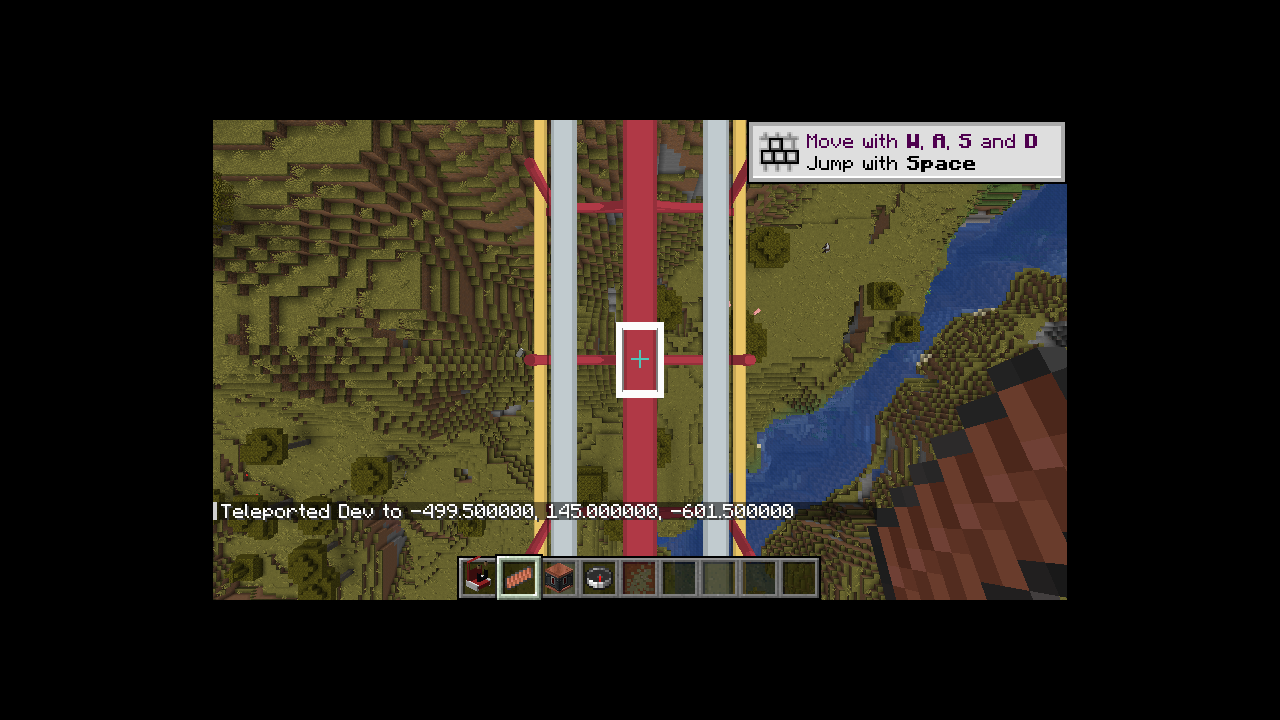 Move with W, A, S and D
Jump with Space
Teleported Dev to -499.500000, 145.000000, -601.500000